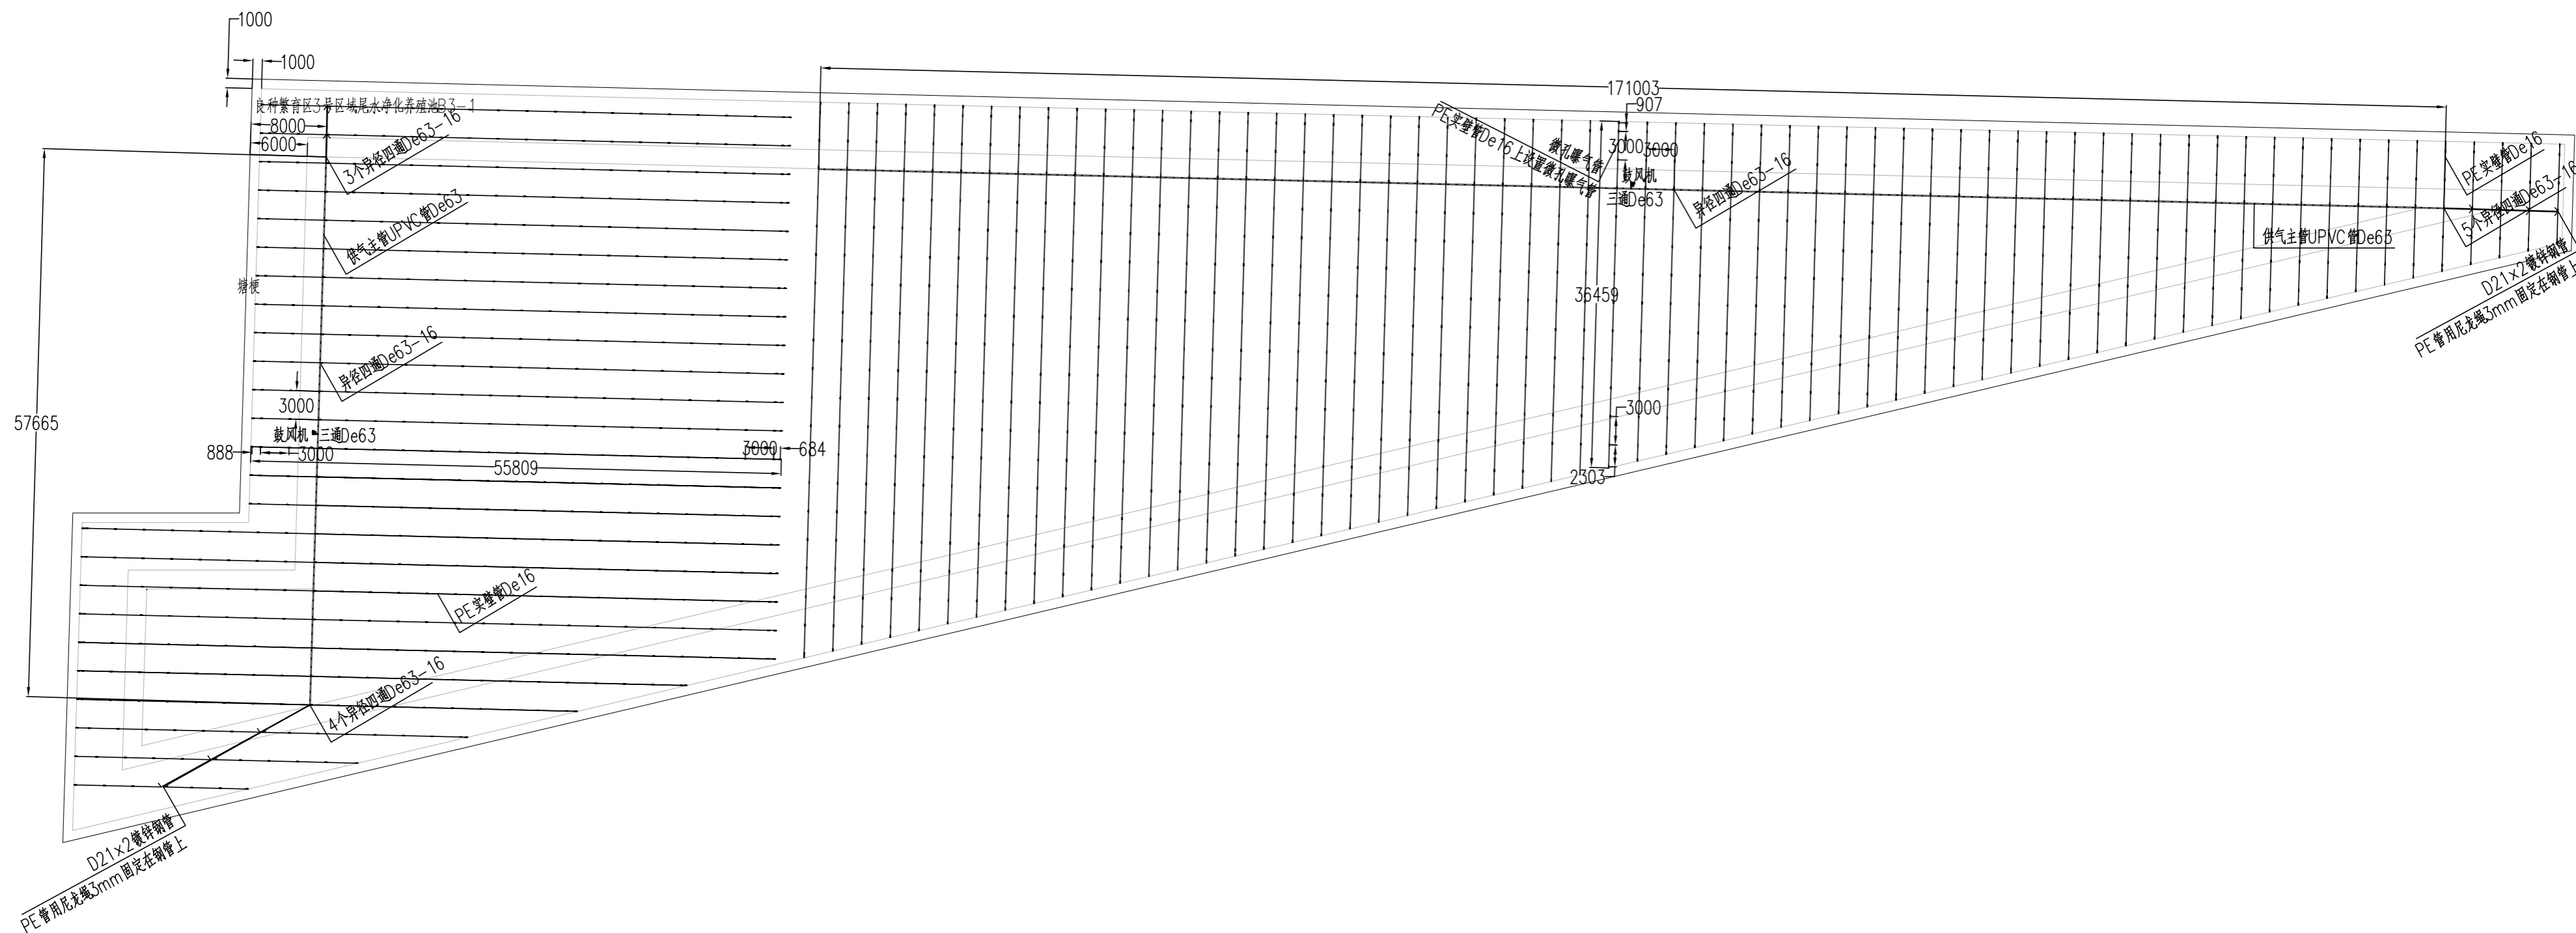 1000
1000
171003
907
良种繁育区3号区域尾水净化养殖池B3-1
8000
6000
3个异径四通De63-16
PE实壁管De16上设置微孔曝气管
微孔曝气管
3000
3000
鼓风机
三通De63
异径四通De63-16
PE实壁管De16
5个异径四通De63-16
供气主管UPVC管De63
供气主管UPVC管De63
D21×2镀锌钢管
PE管用尼龙绳3mm固定在钢管上
塘埂
36459
异径四通De63-16
57665
3000
3000
鼓风机
三通De63
888
3000
3000
684
55809
2303
PE实壁管De16
4个异径四通De63-16
D21×2镀锌钢管
PE管用尼龙绳3mm固定在钢管上